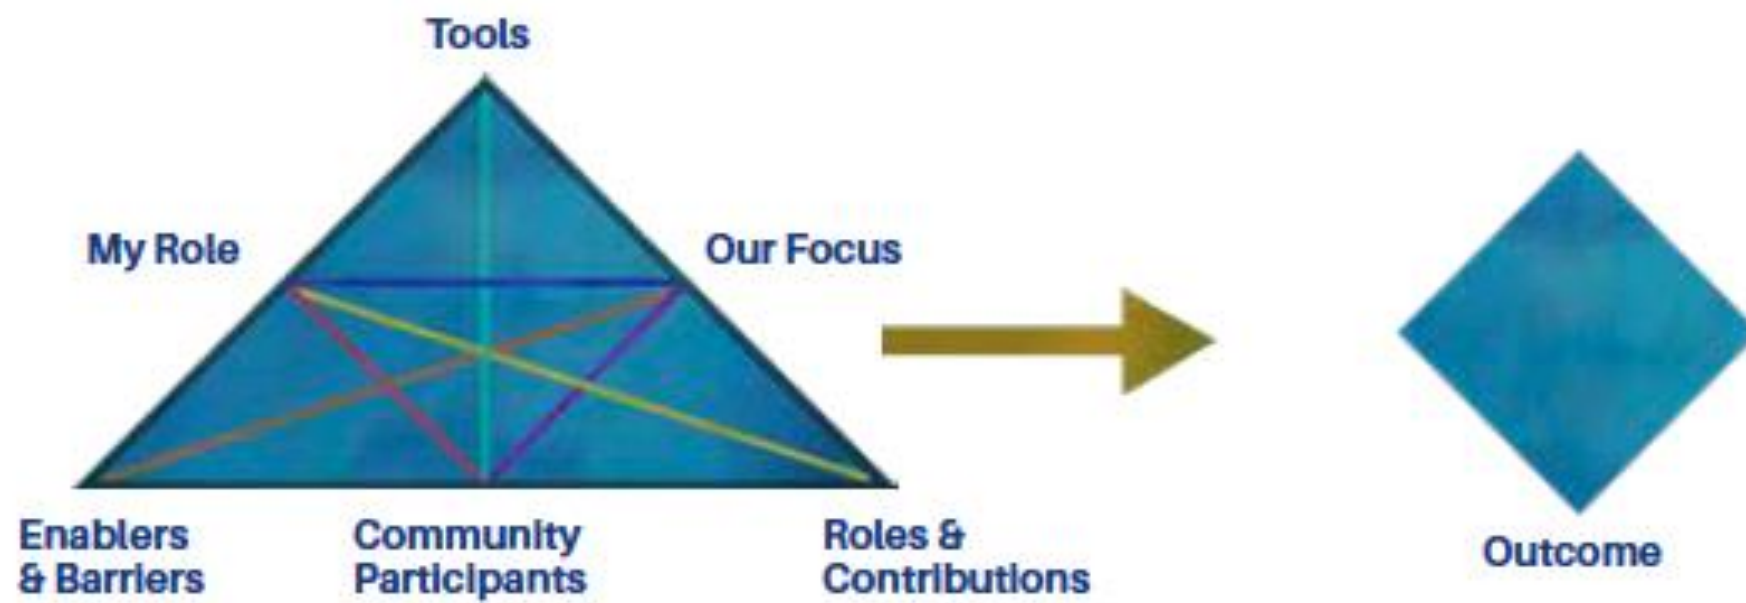 Tools
My Role
Our Focus
Enablers
& Barriers
Community
Participants
Roles &
Contributions
Outcome